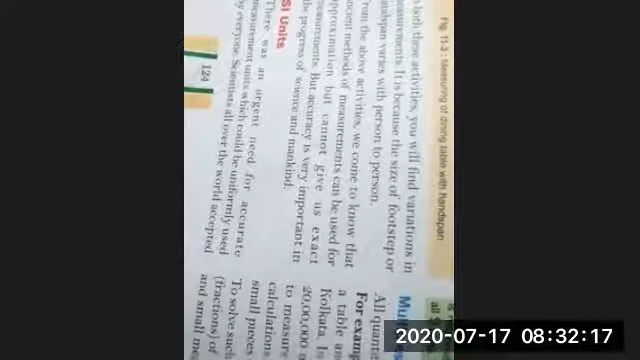 Fig. 11.3 : Measuring of dining table with handspan
both these activities, you will find variations in
measurements. It is because the size of footstep or
handspan varies with person to person.
From the above activities, we come to know that
ancient methods of measurements can be used for
approximation but cannot give us exact
measurements. But accuracy is very important in
the progress of science and mankind.
SI Units
There was an urgent need for accurate
measurement units which could be uniformly used
by everyone. Scientists all over the world accepted
124
all
All quant
For examp
a table an
Kolkata. I
20,00,000
to measure
calculation
small pieces
To solve such
(fractions) of
and small m
2020-07-17 08:32:17